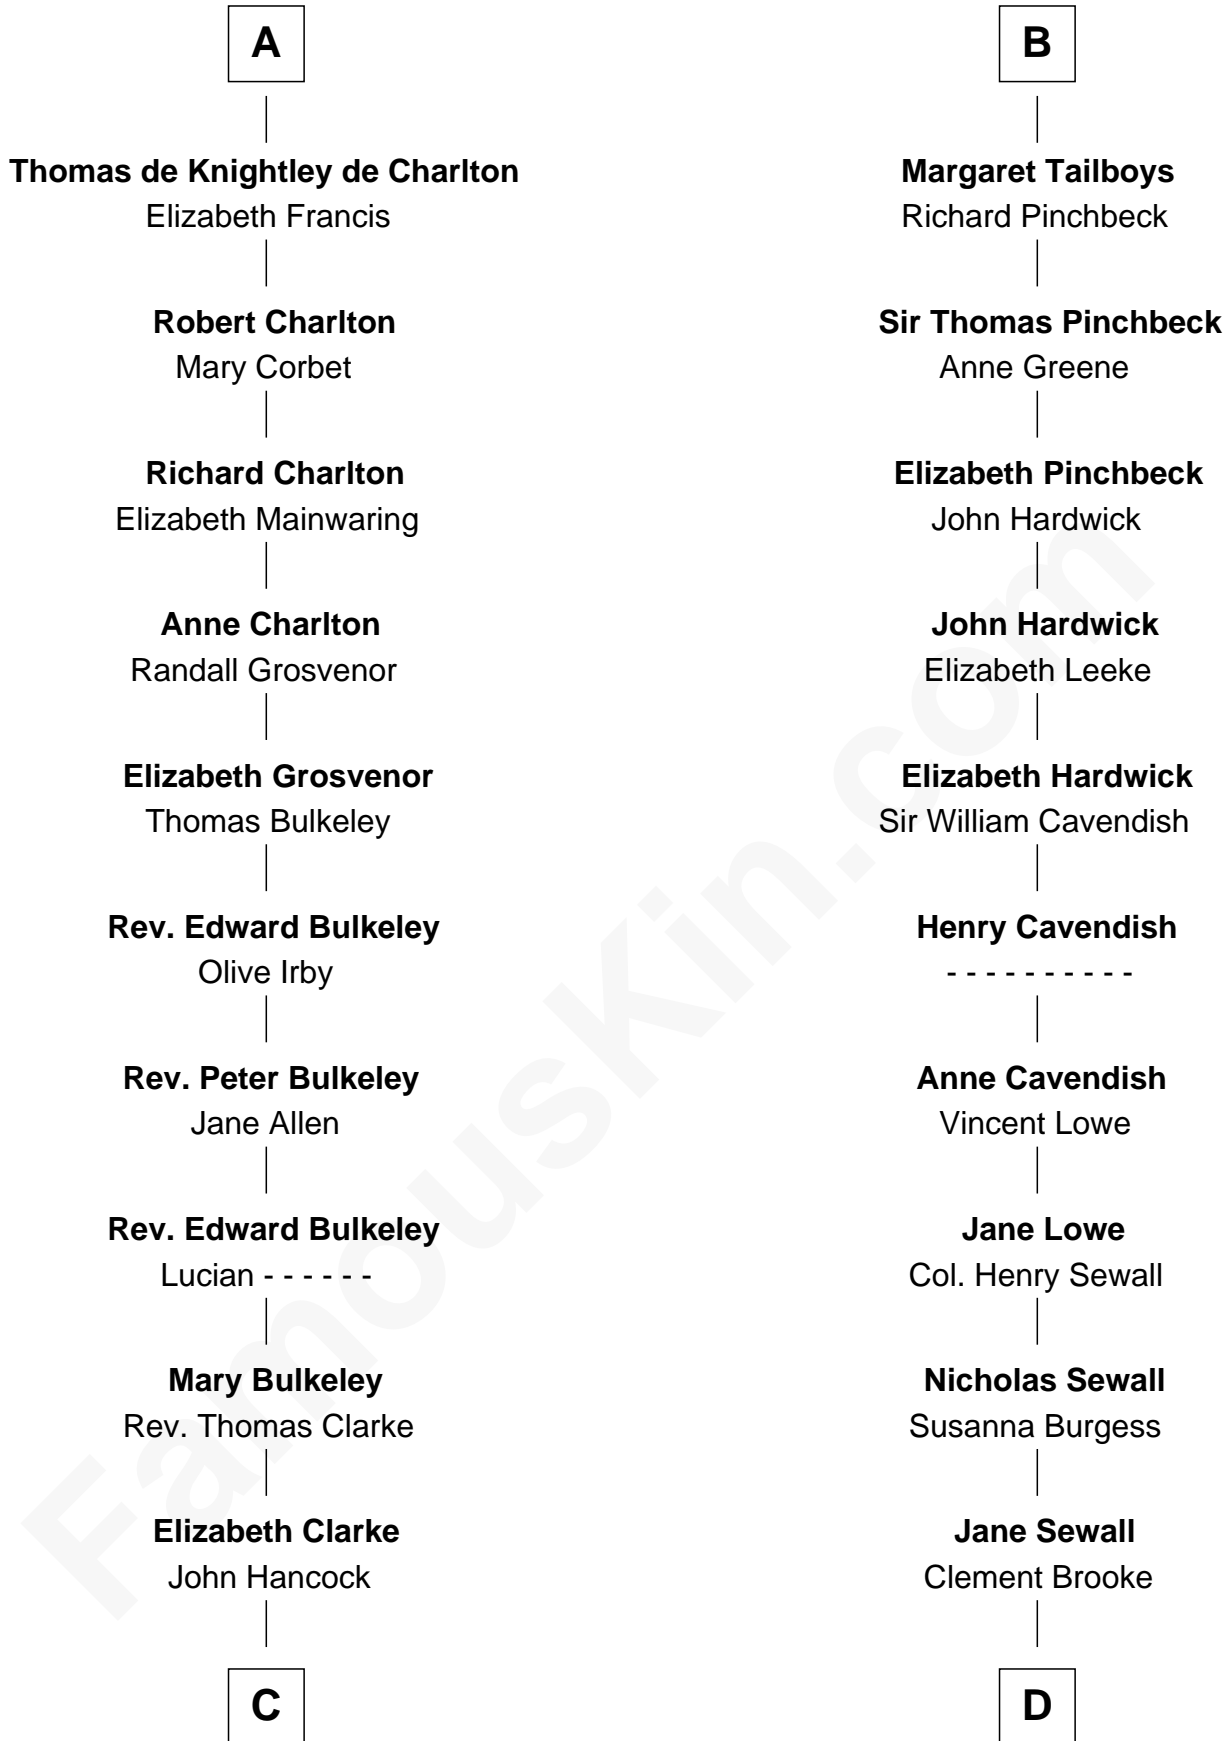 A
Thomas de Knightley de Charlton
Elizabeth Francis
Robert Charlton
Mary Corbet
Richard Charlton
Elizabeth Mainwaring
Anne Charlton
Randall Grosvenor
Elizabeth Grosvenor
Thomas Bulkeley
Rev. Edward Bulkeley
Olive Irby
Rev. Peter Bulkeley
Jane Allen
Rev. Edward Bulkeley
Lucian - - - - - -
Mary Bulkeley
Rev. Thomas Clarke
Elizabeth Clarke
John Hancock
C
B
Margaret Tailboys
Richard Pinchbeck
Sir Thomas Pinchbeck
Anne Greene
Elizabeth Pinchbeck
John Hardwick
John Hardwick
Elizabeth Leeke
Elizabeth Hardwick
Sir William Cavendish
Henry Cavendish
- - - - - - - - - -
Anne Cavendish
Vincent Lowe
Jane Lowe
Col. Henry Sewall
Nicholas Sewall
Susanna Burgess
Jane Sewall
Clement Brooke
D
FamousKin.com